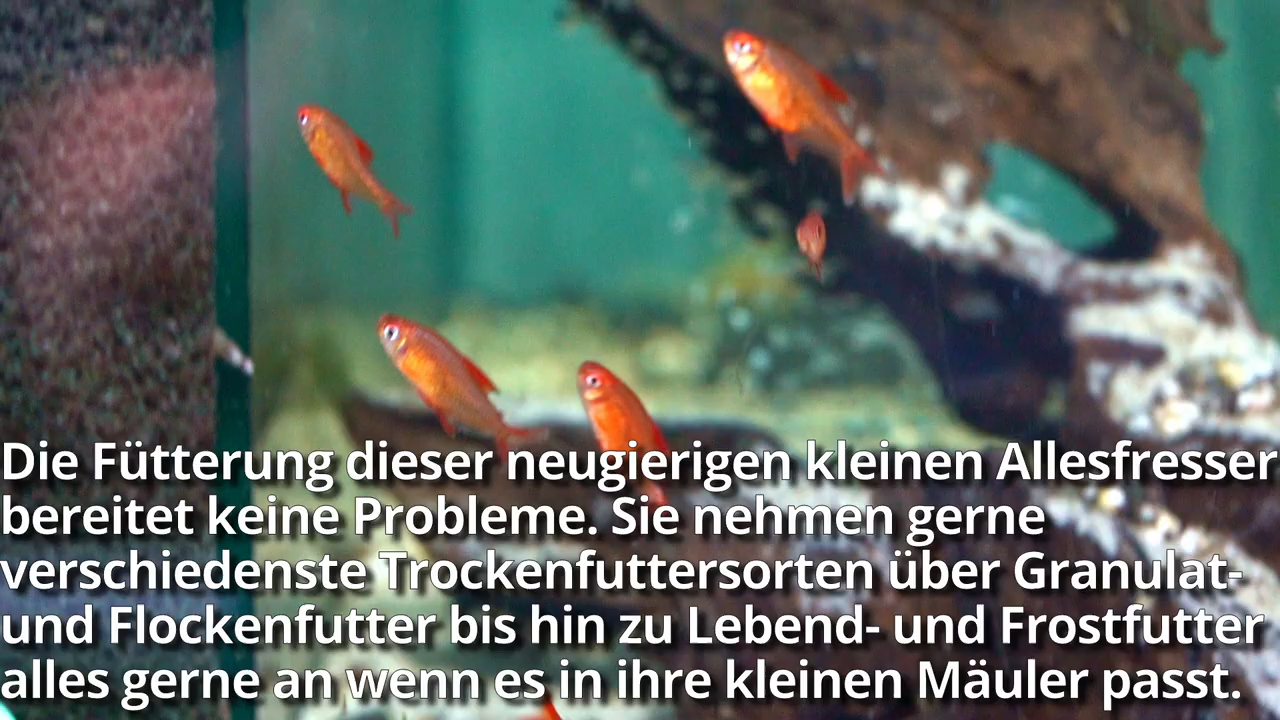 Die Fütterung dieser neugierigen kleinen Allesfresser
bereitet keine Probleme. Sie nehmen gerne
verschiedenste Trockenfuttersorten über Granulat-
und Flockenfutter bis hin zu Lebend- und Frostfutter
alles gerne an wenn es in ihre kleinen Mäuler passt.